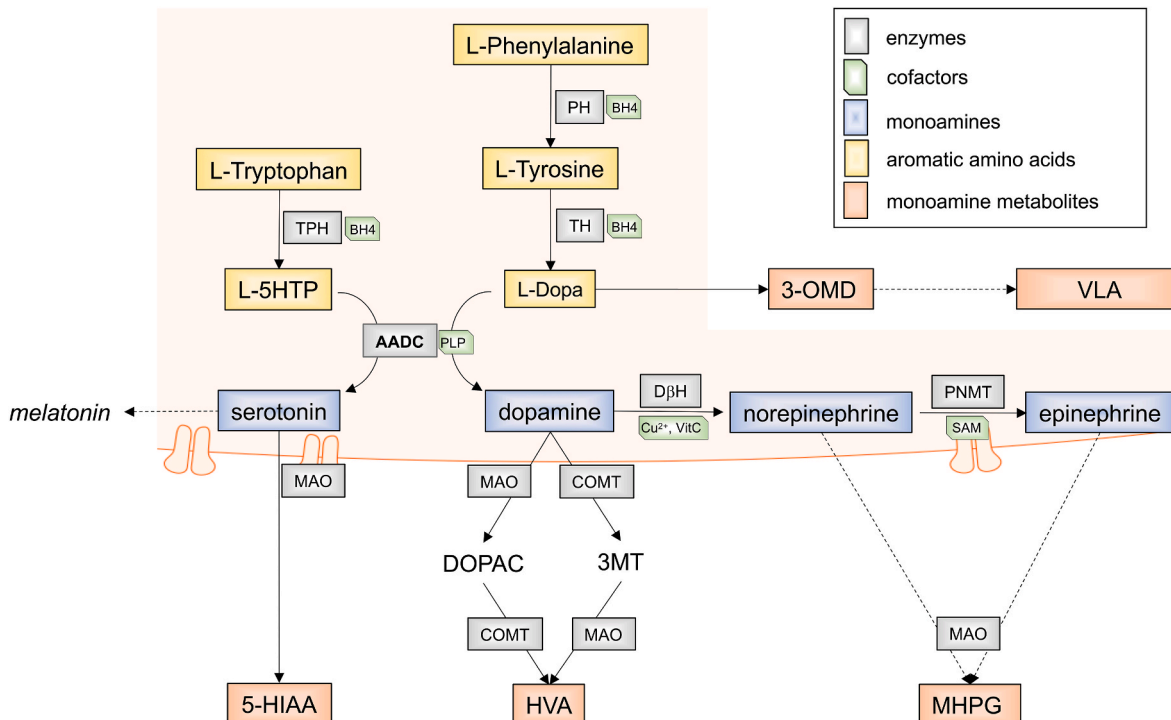 L-Phenylalanine
enzymes
cofactors
monoamines
aromatic amino acids
monoamine metabolites
PH BH4
L-Tryptophan
L-Tyrosine
TPH BH4
TH BH4
L-5HTP
L-Dopa
3-OMD
VLA
AADC PLP
melatonin
serotonin
dopamine
DβH
Cu²⁺, VitC
norepinephrine
PNMT
SAM
epinephrine
MAO
MAO
COMT
DOPAC
3MT
COMT
MAO
MAO
5-HIAA
HVA
MHPG